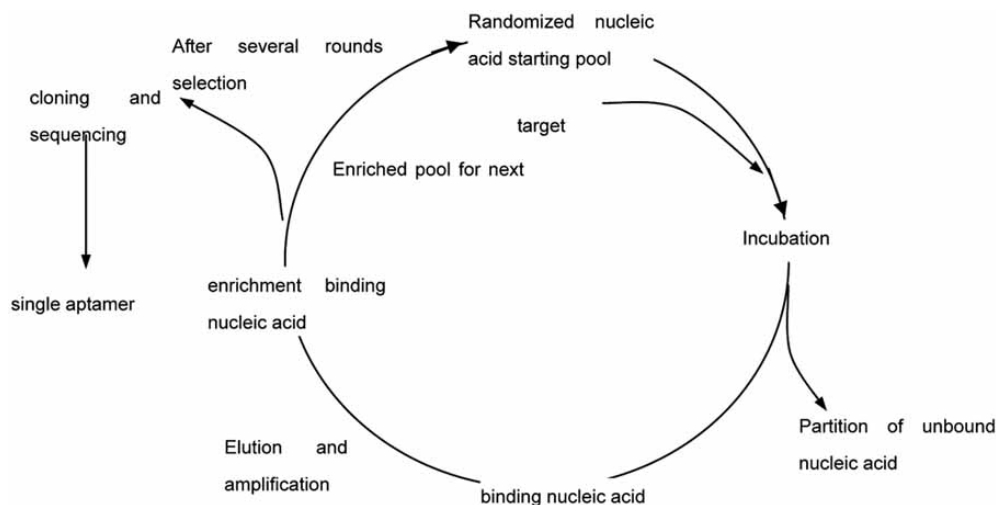 Randomized nucleic
acid starting pool
target
Incubation
Partition of unbound
nucleic acid
binding nucleic acid
Elution and
amplification
enrichment binding
nucleic acid
Enriched pool for next
After several rounds
selection
cloning and
sequencing
single aptamer